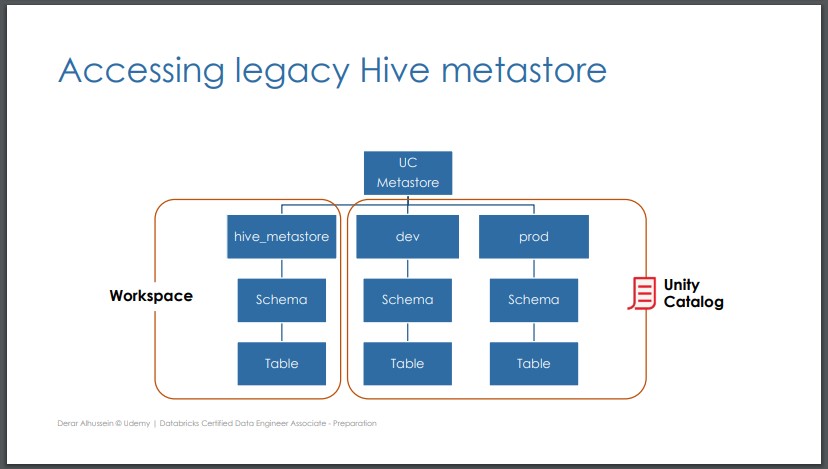 Accessing legacy Hive metastore
UC
Metastore
hive_metastore
dev
prod
Workspace
Schema
Schema
Schema
Unity
Catalog
Table
Table
Table
Derar Alhussein © Udemy | Databricks Certified Data Engineer Associate - Preparation